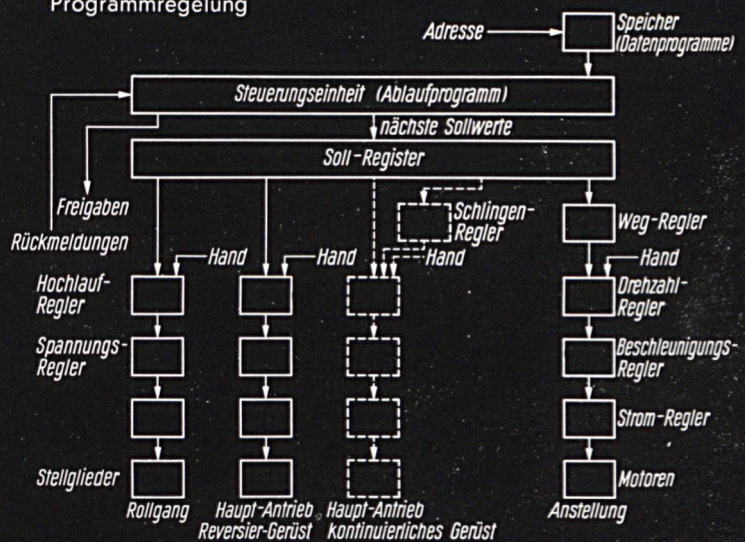 Programmregelung
Adresse
Speicher
(Datenprogramme)
Steuerungseinheit (Ablaufprogramm)
nächste Sollwerte
Soll-Register
Freigaben
Rückmeldungen
Schlingen-
Regler
Weg-Regler
Hand
Hand
Hand
Hand
Hochlauf-
Regler
Drehzahl-
Regler
Spannungs-
Regler
Beschleunigungs-
Regler
Strom-Regler
Stellglieder
Motoren
Rollgang
Haupt-Antrieb
Reversier-Gerüst
Haupt-Antrieb
kontinuierliches Gerüst
Anstellung